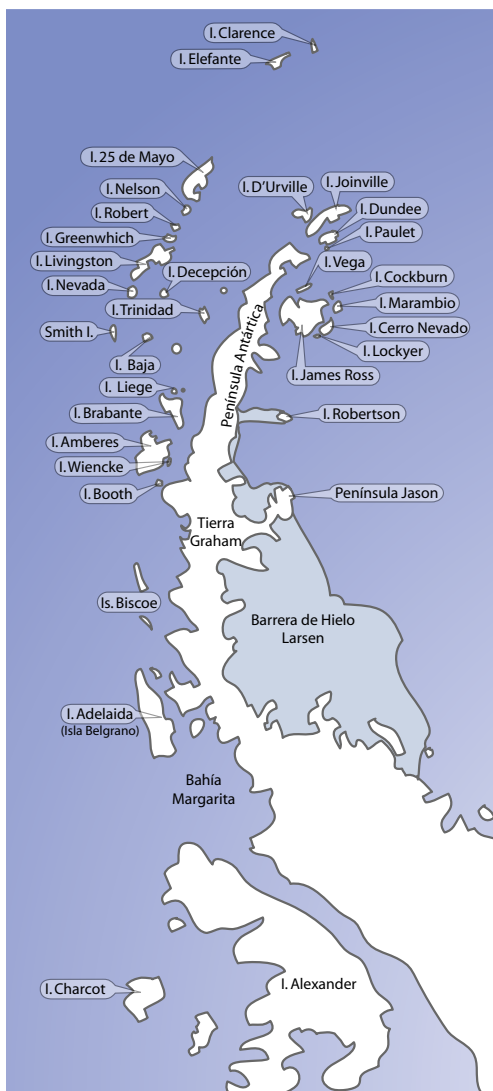 I. Clarence
I. Elefante
I. 25 de Mayo
I. Nelson
I. Robert
I. Greenwhich
I. Livingston
I. Nevada
I. Decepción
I. Trinidad
Smith I.
I. Baja
I. Liege
I. Brabante
I. Amberes
I. Wiencke
I. Booth
I. D'Urville
I. Joinville
I. Dundee
I. Paulet
I. Vega
I. Cockburn
I. Marambio
I. Cerro Nevado
I. Lockyer
I. James Ross
Península Antártica
I. Robertson
Península Jason
Tierra
Graham
Is. Biscoe
Barrera de Hielo
Larsen
I. Adelaida
(Isla Belgrano)
Bahía
Margarita
I. Charcot
I. Alexander